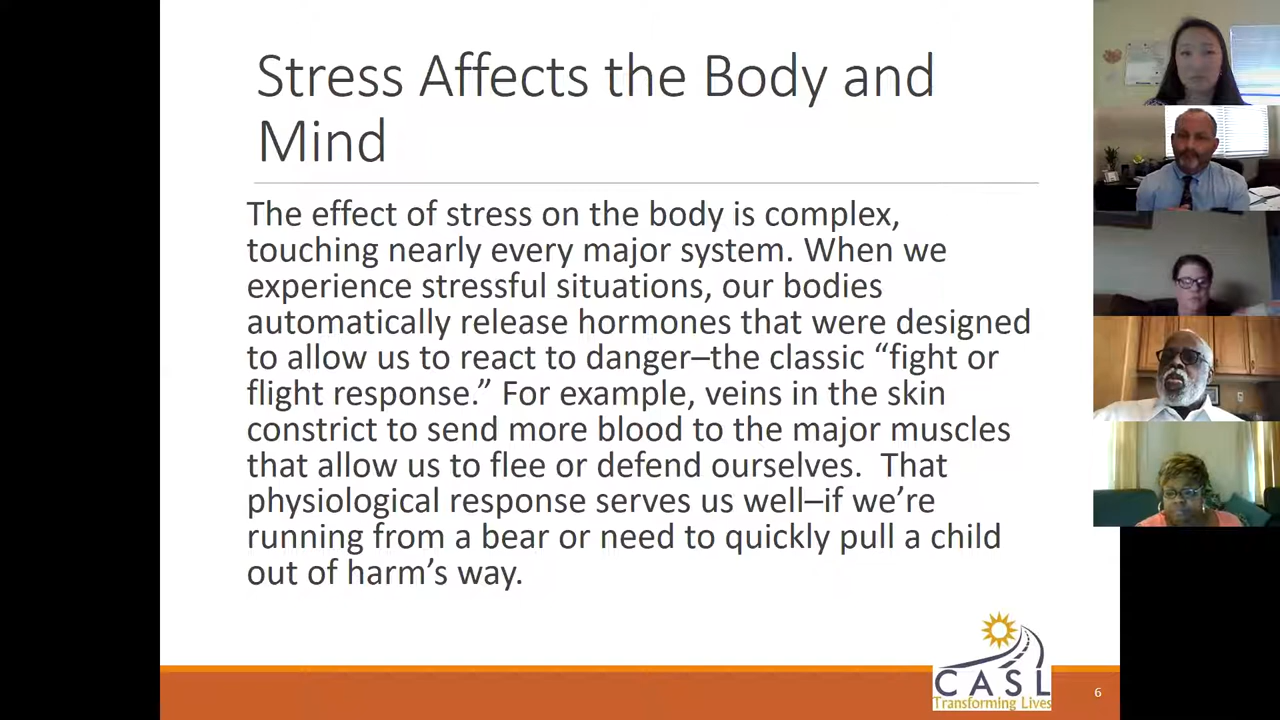 Stress Affects the Body and
Mind
The effect of stress on the body is complex,
touching nearly every major system. When we
experience stressful situations, our bodies
automatically release hormones that were designed
to allow us to react to danger–the classic “fight or
flight response.” For example, veins in the skin
constrict to send more blood to the major muscles
that allow us to flee or defend ourselves.  That
physiological response serves us well–if we’re
running from a bear or need to quickly pull a child
out of harm’s way.
CASL
Transforming Lives
6